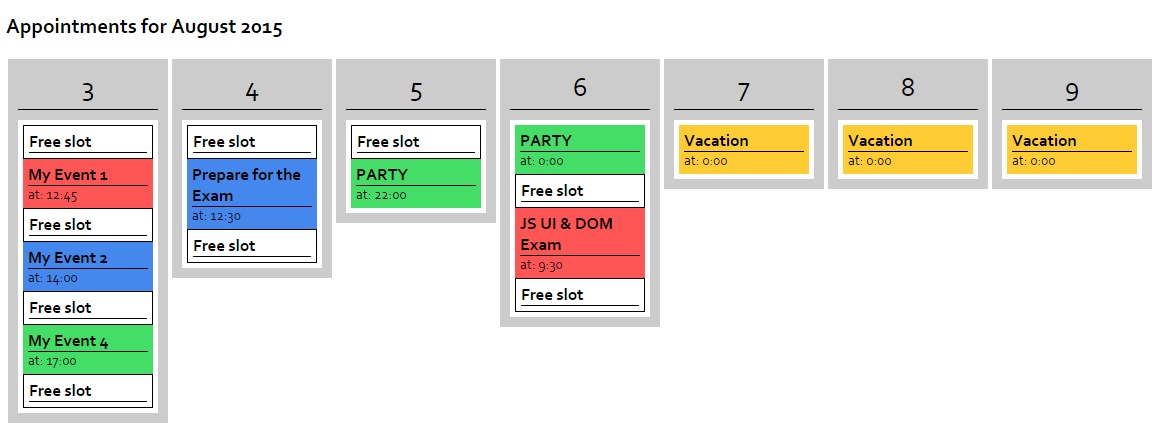 Appointments for August 2015
3
Free slot
My Event 1
at: 12:45
Free slot
My Event 2
at: 14:00
Free slot
My Event 4
at: 17:00
Free slot
4
Free slot
Prepare for the
Exam
at: 12:30
Free slot
5
Free slot
PARTY
at: 22:00
6
PARTY
at: 0:00
Free slot
JS UI & DOM
Exam
at: 9:30
Free slot
7
Vacation
at: 0:00
8
Vacation
at: 0:00
9
Vacation
at: 0:00